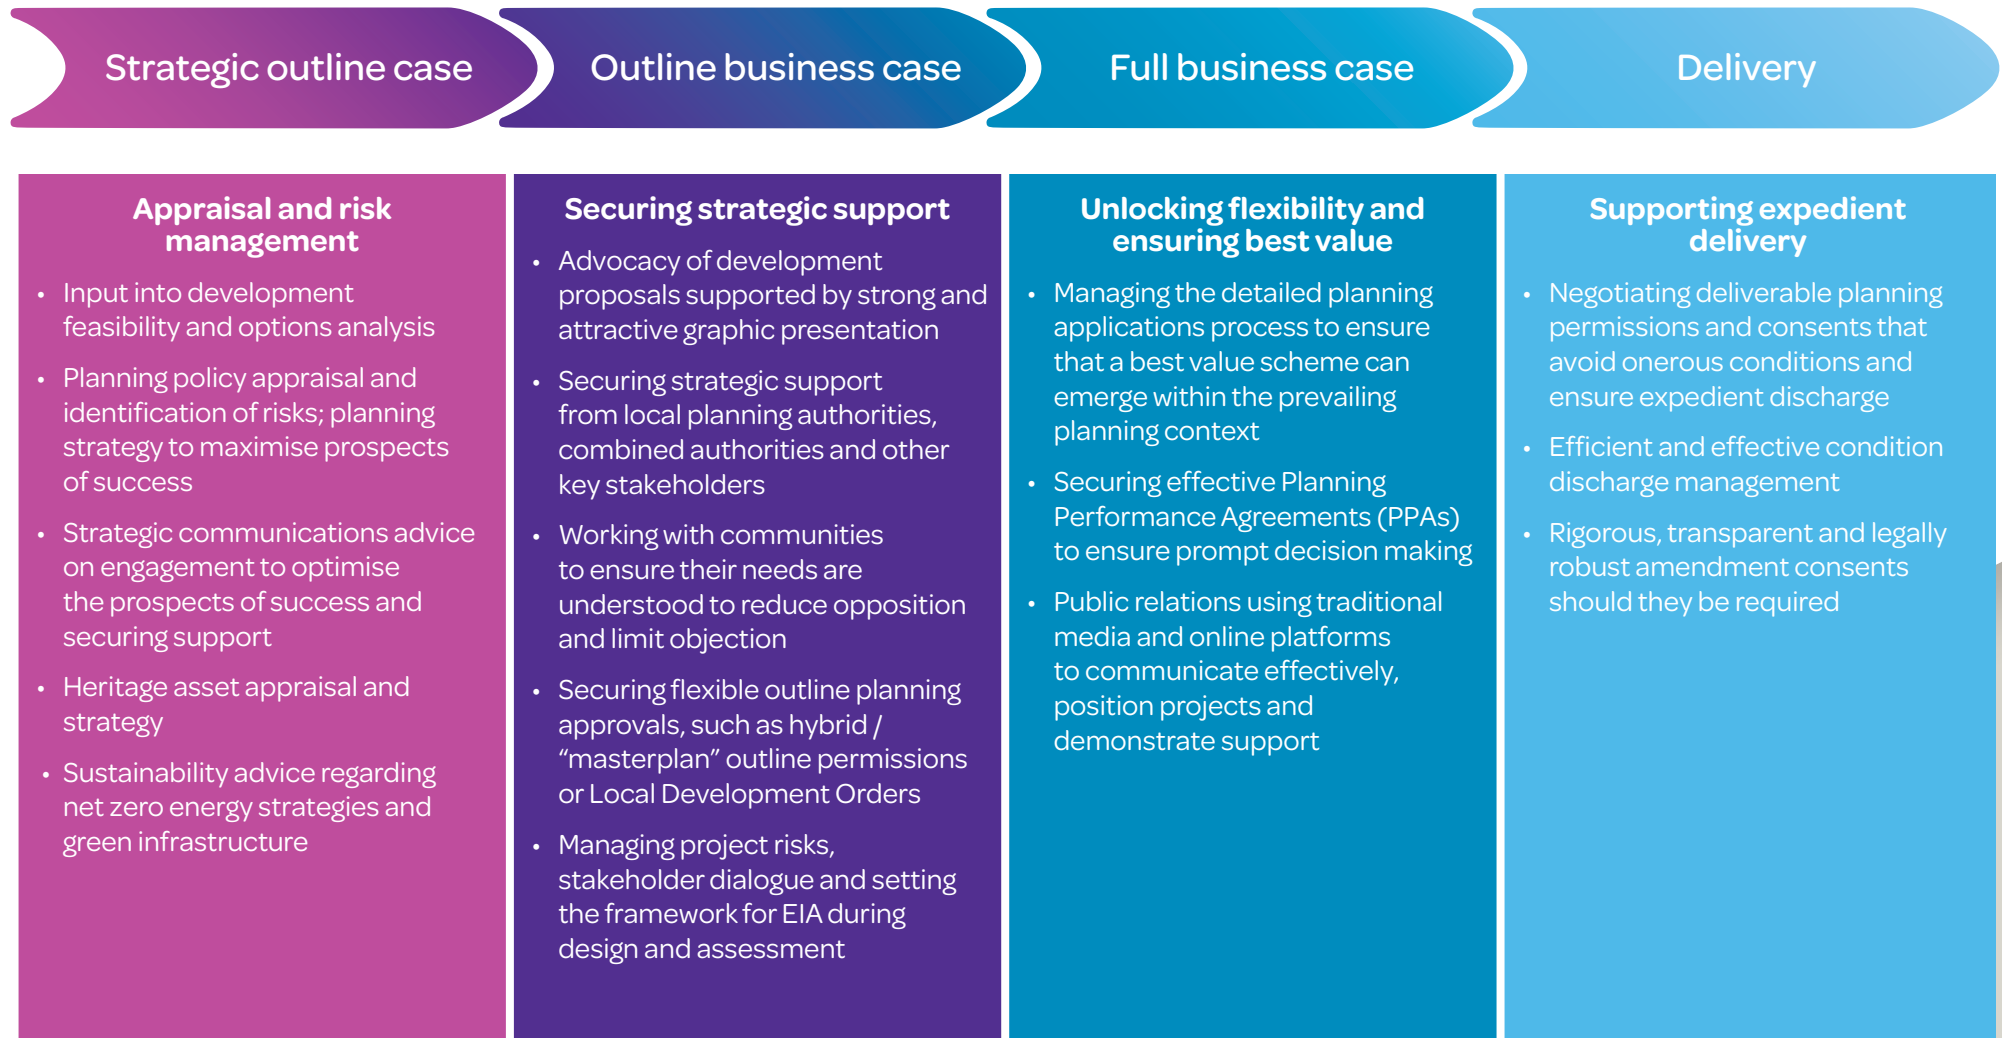 Strategic outline case
Outline business case
Full business case
Delivery
Appraisal and risk
management
• Input into development
feasibility and options analysis
• Planning policy appraisal and
identification of risks; planning
strategy to maximise prospects
of success
• Strategic communications advice
on engagement to optimise
the prospects of success and
securing support
• Heritage asset appraisal and
strategy
• Sustainability advice regarding
net zero energy strategies and
green infrastructure
Securing strategic support
• Advocacy of development
proposals supported by strong and
attractive graphic presentation
• Securing strategic support
from local planning authorities,
combined authorities and other
key stakeholders
• Working with communities
to ensure their needs are
understood to reduce opposition
and limit objection
• Securing flexible outline planning
approvals, such as hybrid /
“masterplan” outline permissions
or Local Development Orders
• Managing project risks,
stakeholder dialogue and setting
the framework for EIA during
design and assessment
Unlocking flexibility and
ensuring best value
• Managing the detailed planning
applications process to ensure
that a best value scheme can
emerge within the prevailing
planning context
• Securing effective Planning
Performance Agreements (PPAs)
to ensure prompt decision making
• Public relations using traditional
media and online platforms
to communicate effectively,
position projects and
demonstrate support
Supporting expedient
delivery
• Negotiating deliverable planning
permissions and consents that
avoid onerous conditions and
ensure expedient discharge
• Efficient and effective condition
discharge management
• Rigorous, transparent and legally
robust amendment consents
should they be required